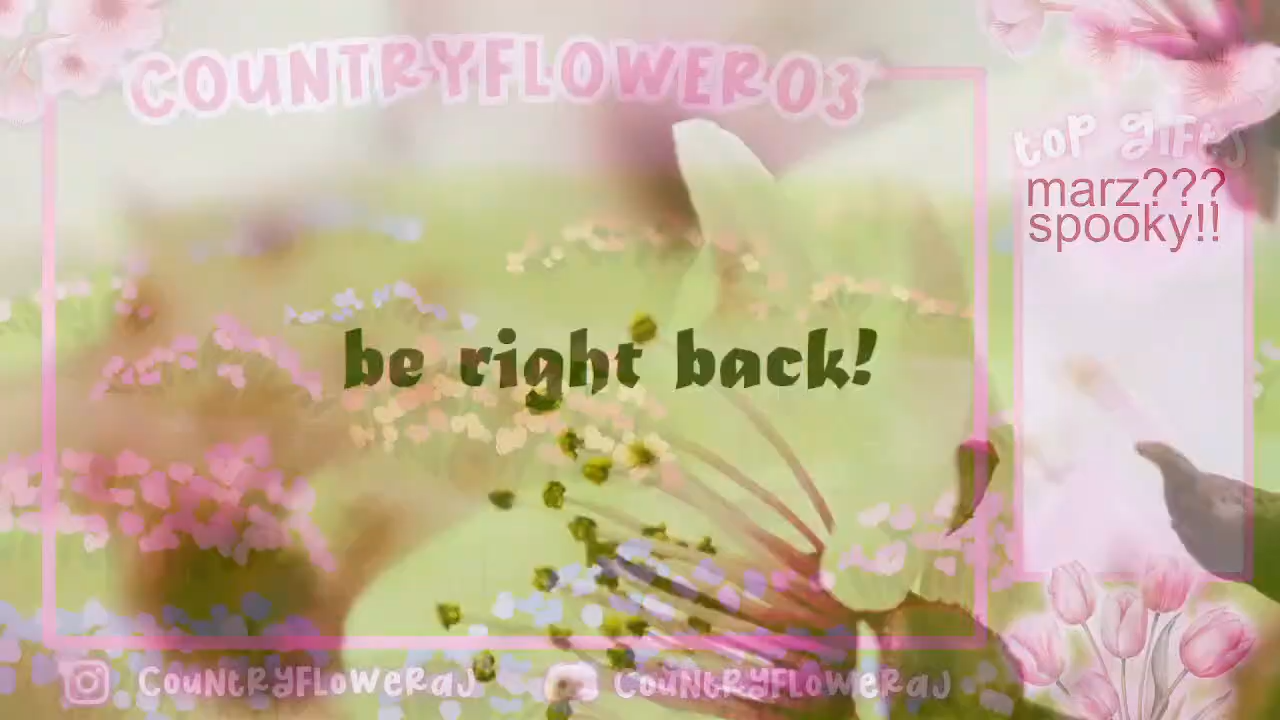 COUNTRYFLOWER03
top gifts
marz???
spooky!!
be right back!
COUNTRYFLOWERAJ
COUNTRYFLOWERAJ